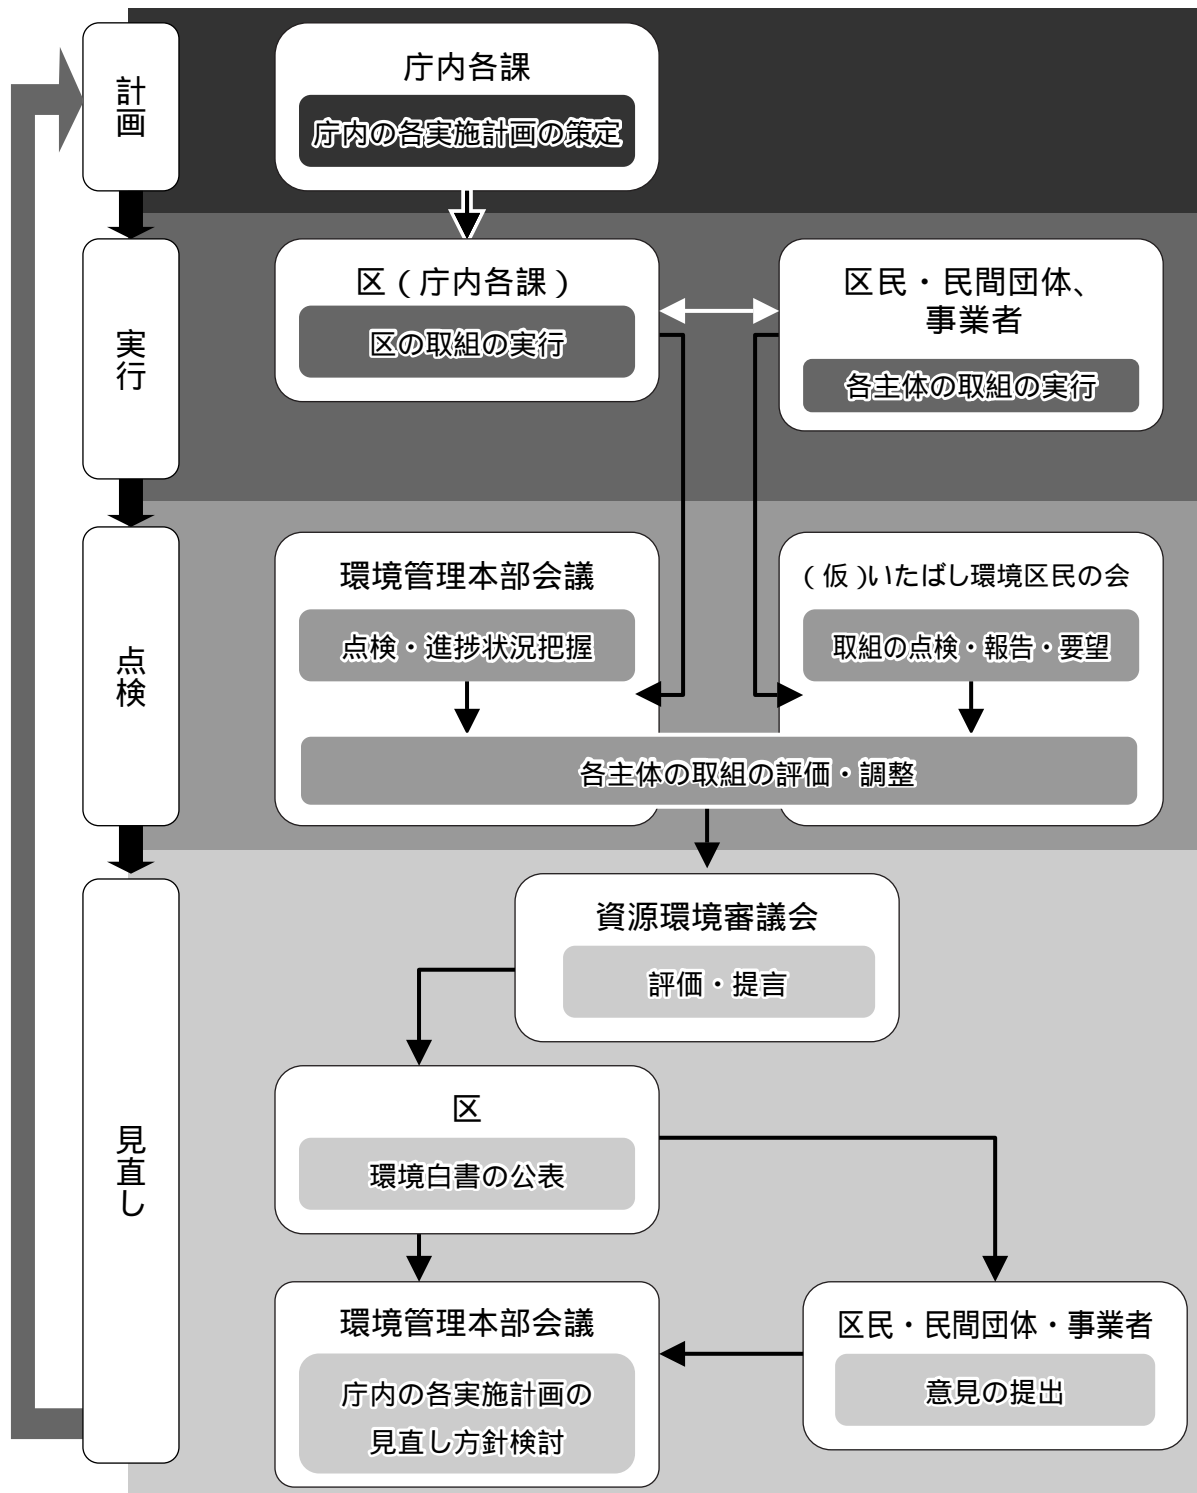 計画
庁内各課
庁内の各実施計画の策定
実行
区（庁内各課）
区の取組の実行
区民・民間団体、
事業者
各主体の取組の実行
点検
環境管理本部会議
点検・進捗状況把握
（仮）いたばし環境区民の会
取組の点検・報告・要望
各主体の取組の評価・調整
見直し
資源環境審議会
評価・提言
区
環境白書の公表
環境管理本部会議
庁内の各実施計画の
見直し方針検討
区民・民間団体・事業者
意見の提出